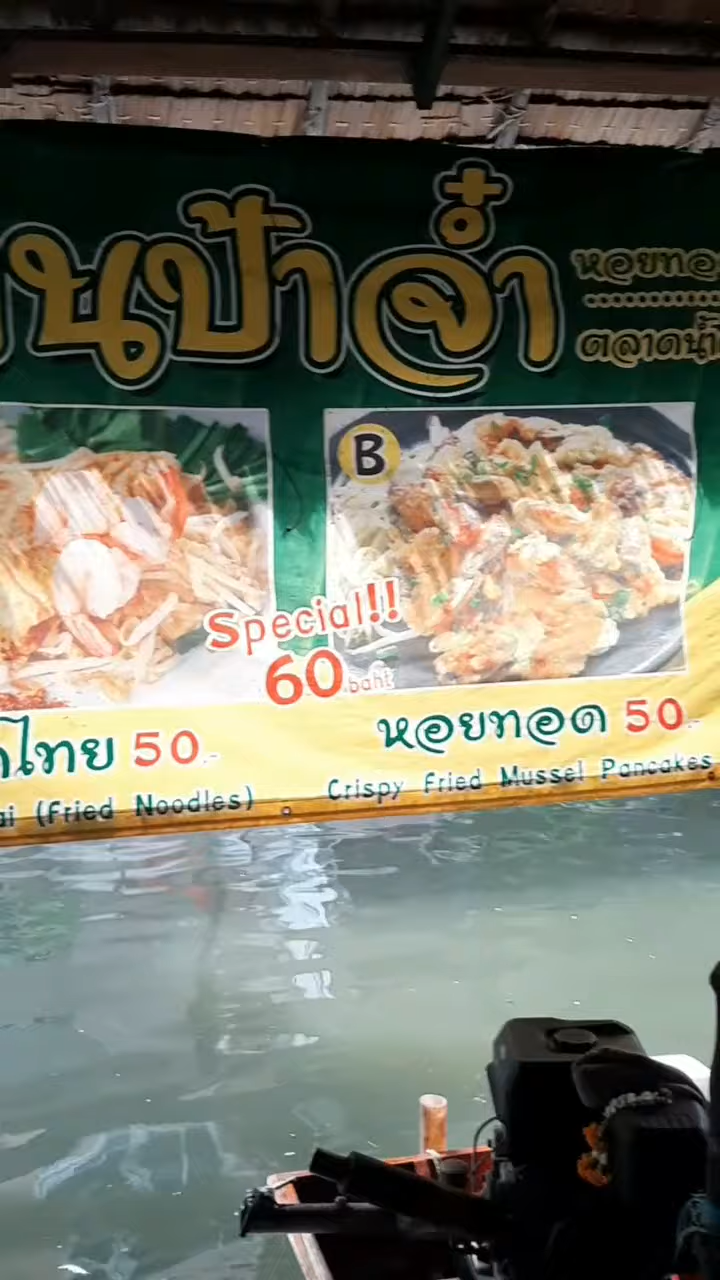 นป้าจ๋ำ
หอยทอ
ตลาดน้ำ
B
Special!!
60.baht
ไทย 50.-
หอยทอด 50.-
ai (Fried Noodles)
Crispy Fried Mussel Pancakes